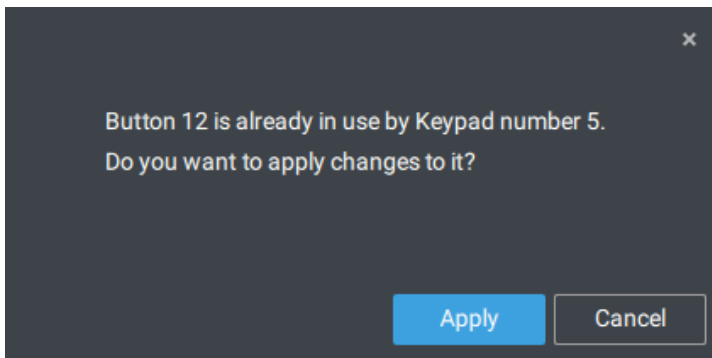 Button 12 is already in use by Keypad number 5.
Do you want to apply changes to it?
Apply Cancel